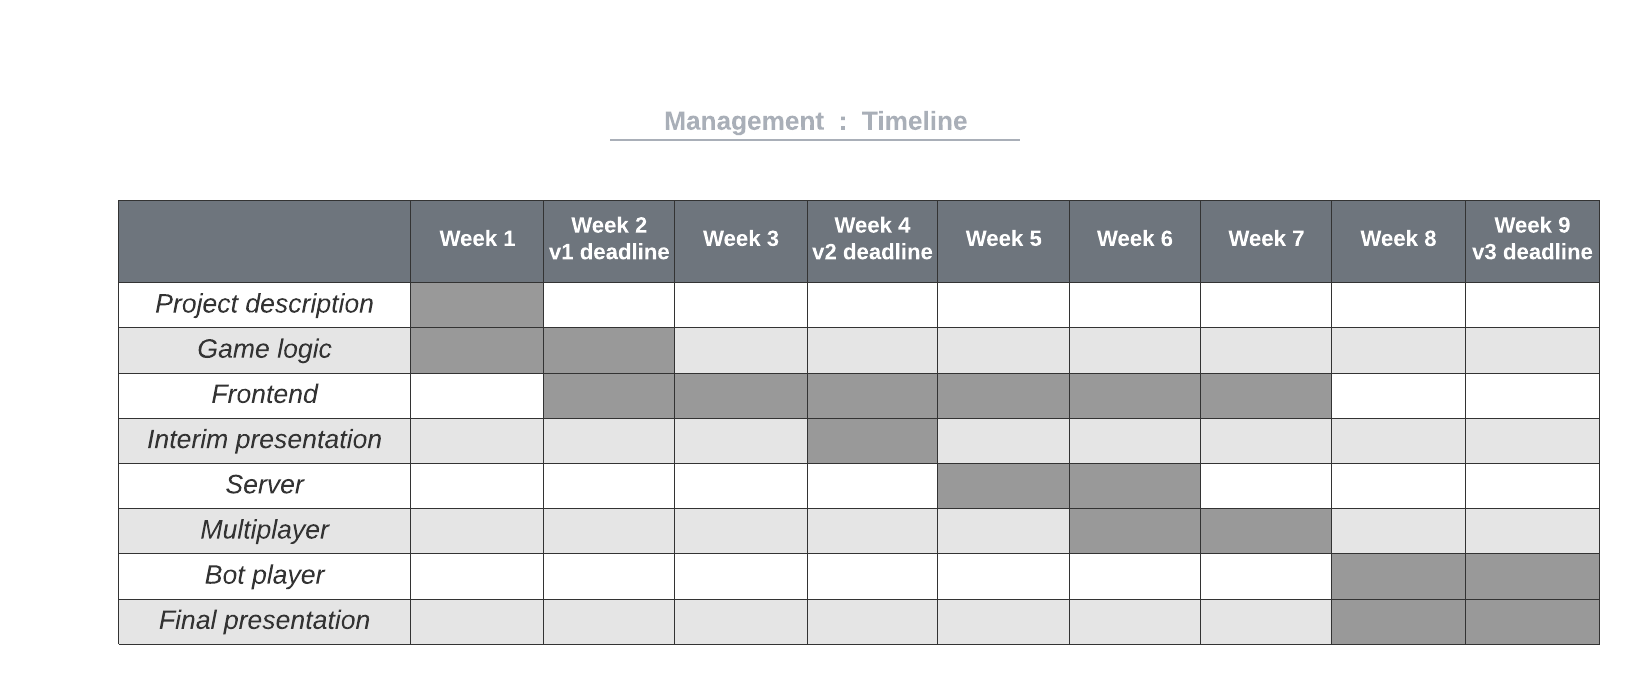 Management : Timeline
Week 1
Week 2
v1 deadline
Week 3
Week 4
v2 deadline
Week 5
Week 6
Week 7
Week 8
Week 9
v3 deadline
Project description
Game logic
Frontend
Interim presentation
Server
Multiplayer
Bot player
Final presentation